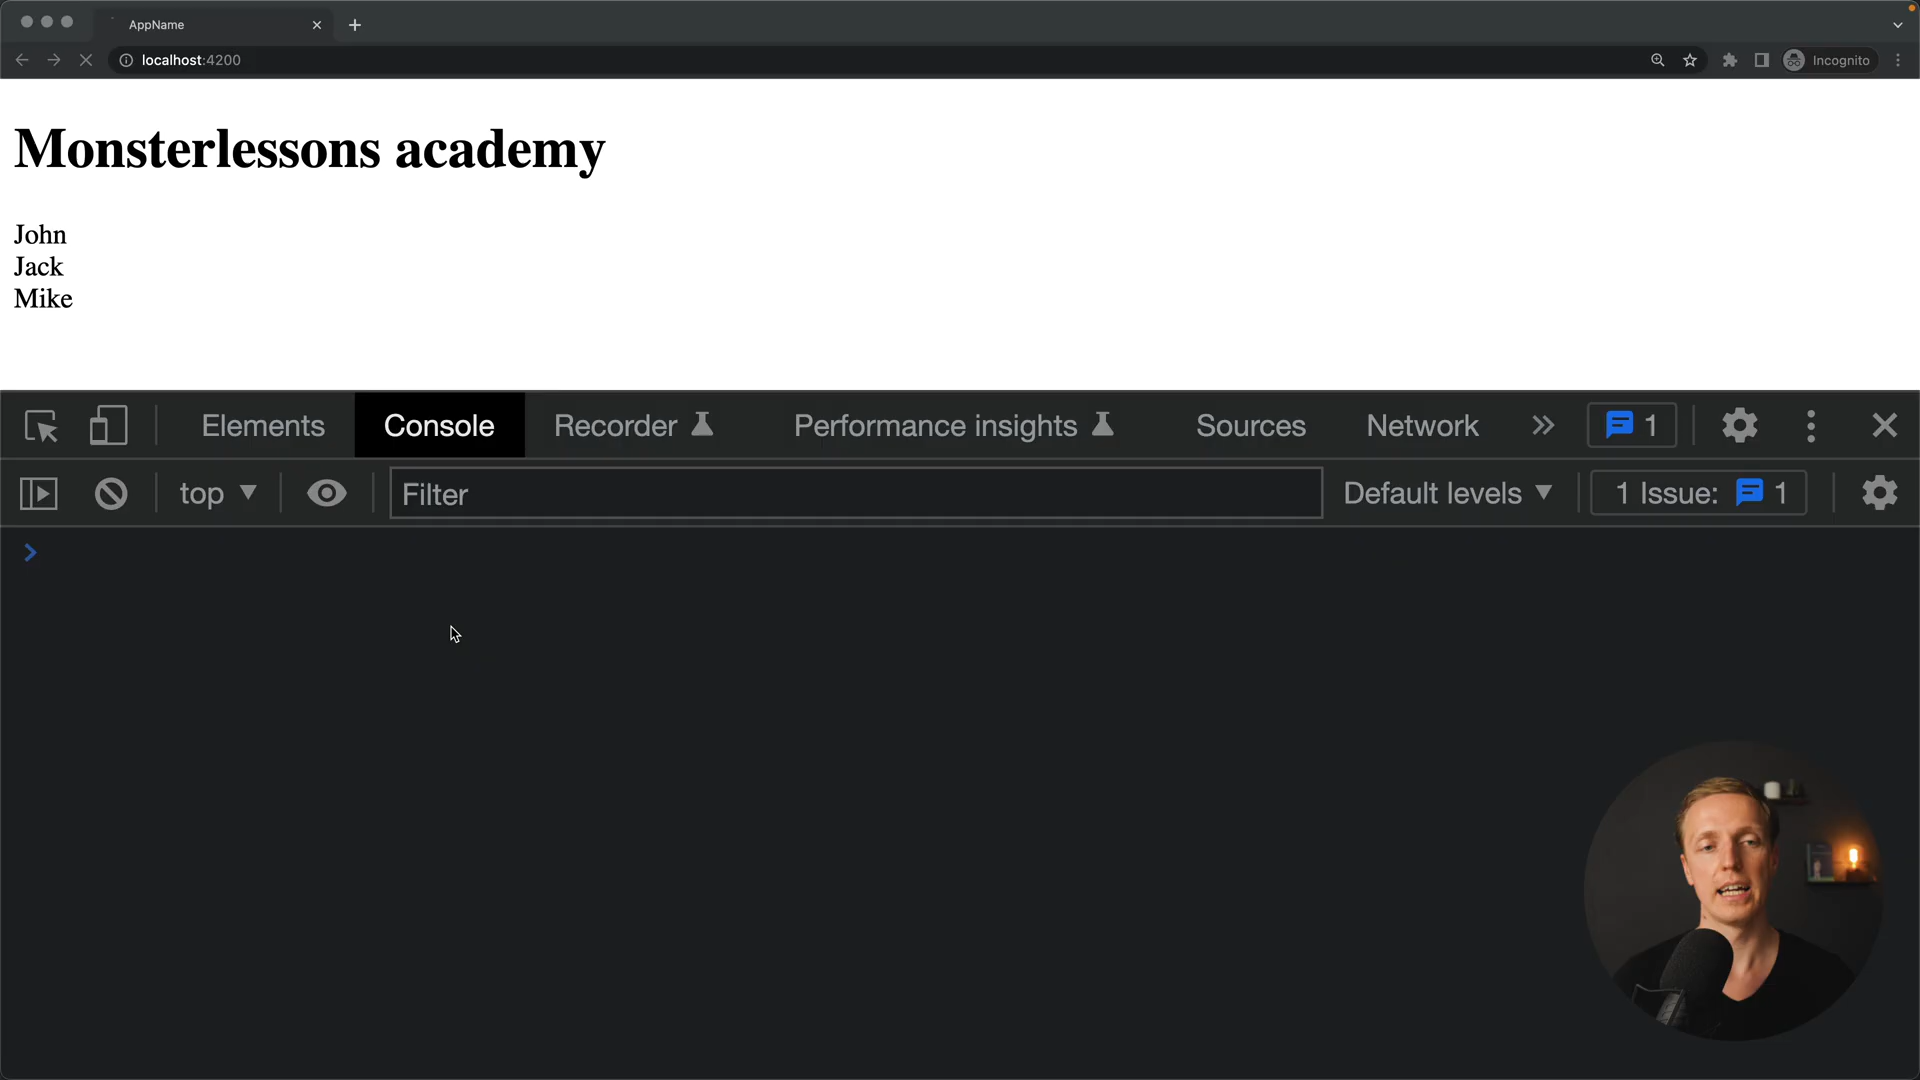 AppName
localhost:4200
Incognito
Monsterlessons academy
John
Jack
Mike
Elements
Console
Recorder
Performance insights
Sources
Network
1
top
Filter
Default levels
1 Issue:
1